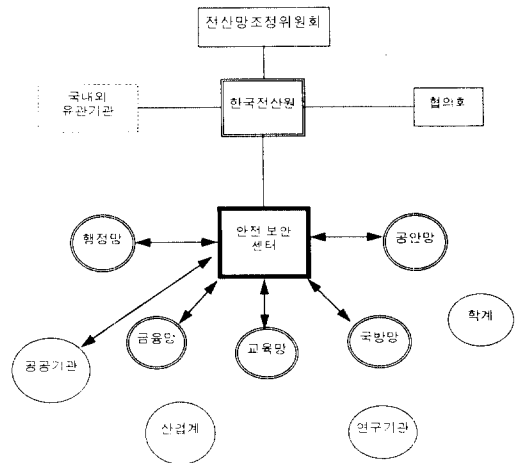 전산망조정위원회
국내외
유관기관
한국전산원
협의회
안전 보안
센터
행정망
공안망
금융망
교육망
국방망
학계
공공기관
산업계
연구기관